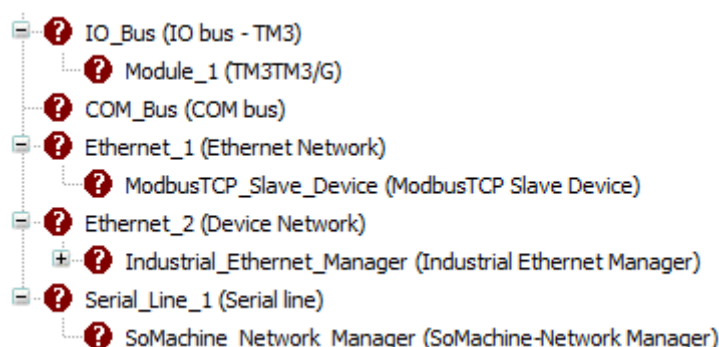 IO_Bus (IO bus - TM3)
Module_1 (TM3TM3/G)
COM_Bus (COM bus)
Ethernet_1 (Ethernet Network)
ModbusTCP_Slave_Device (ModbusTCP Slave Device)
Ethernet_2 (Device Network)
Industrial_Ethernet_Manager (Industrial Ethernet Manager)
Serial_Line_1 (Serial line)
SoMachine_Network_Manager (SoMachine-Network Manager)